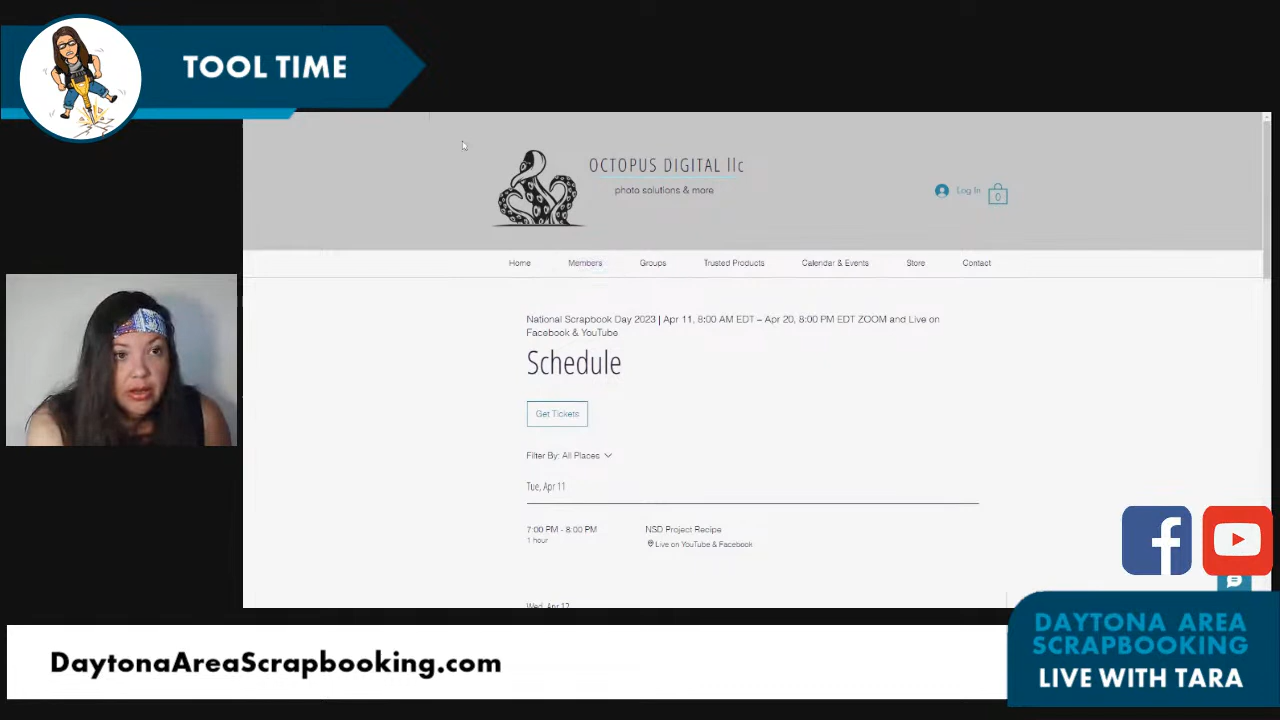 TOOL TIME
OCTOPUS DIGITAL llc
photo solutions & more
Log In
0
Home
Members
Groups
Trusted Products
Calendar & Events
Store
Contact
National Scrapbook Day 2023 | Apr 11, 8:00 AM EDT – Apr 20, 8:00 PM EDT ZOOM and Live on
Facebook & YouTube
Schedule
Get Tickets
Filter By: All Places
Tue, Apr 11
7:00 PM - 8:00 PM
NSD Project Recipe
1 hour
Live on YouTube & Facebook
Wed, Apr 12
DaytonaAreaScrapbooking.com
DAYTONA AREA
SCRAPBOOKING
LIVE WITH TARA